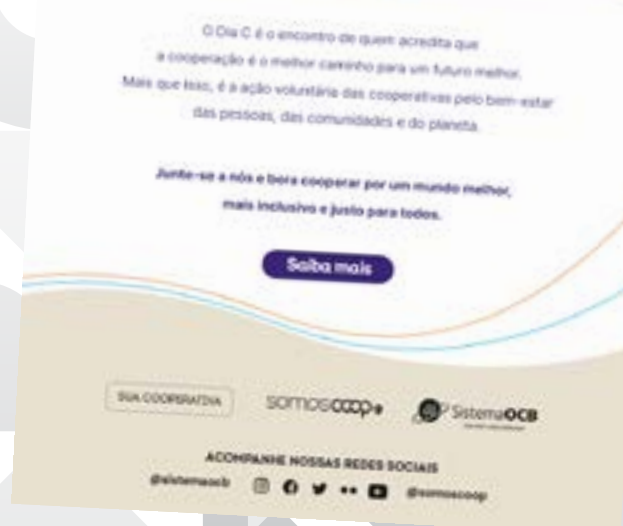 O Dia C é o encontro de quem acredita que
a cooperação é o melhor caminho para um futuro melhor.
Mais que isso, é a ação voluntária das cooperativas pelo bem-estar
das pessoas, das comunidades e do planeta.
Junte-se a nós e bora cooperar por um mundo melhor,
mais inclusivo e justo para todos.
Saiba mais
SUA COOPERATIVA
somoscoop
SistemaOCB
ACOMPANHE NOSSAS REDES SOCIAIS
@sistemaocb @somoscoop